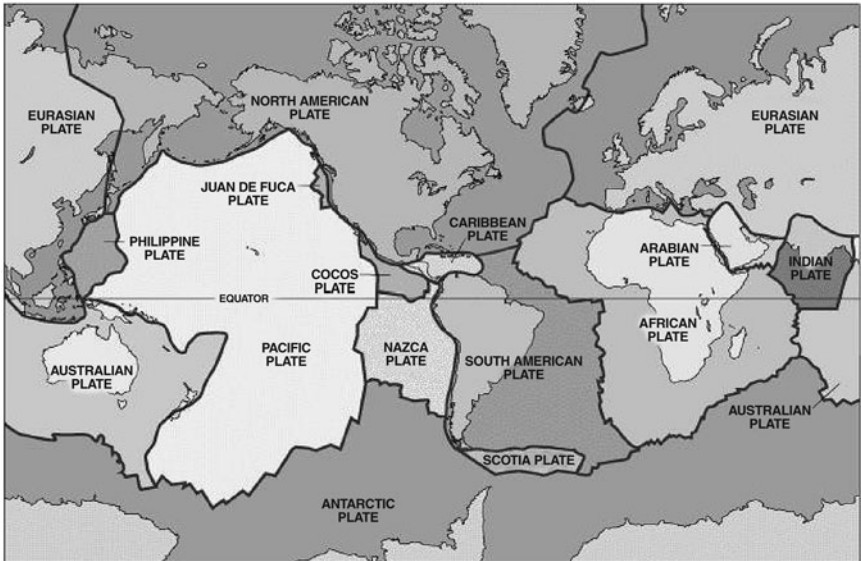 NORTH AMERICAN
PLATE
EURASIAN
PLATE
EURASIAN
PLATE
JUAN DE FUCA
PLATE
CARIBBEAN
PLATE
PHILIPPINE
PLATE
ARABIAN
PLATE
INDIAN
PLATE
COCOS
PLATE
EQUATOR
AFRICAN
PLATE
PACIFIC
PLATE
NAZCA
PLATE
SOUTH AMERICAN
PLATE
AUSTRALIAN
PLATE
AUSTRALIAN
PLATE
SCOTIA PLATE
ANTARCTIC
PLATE